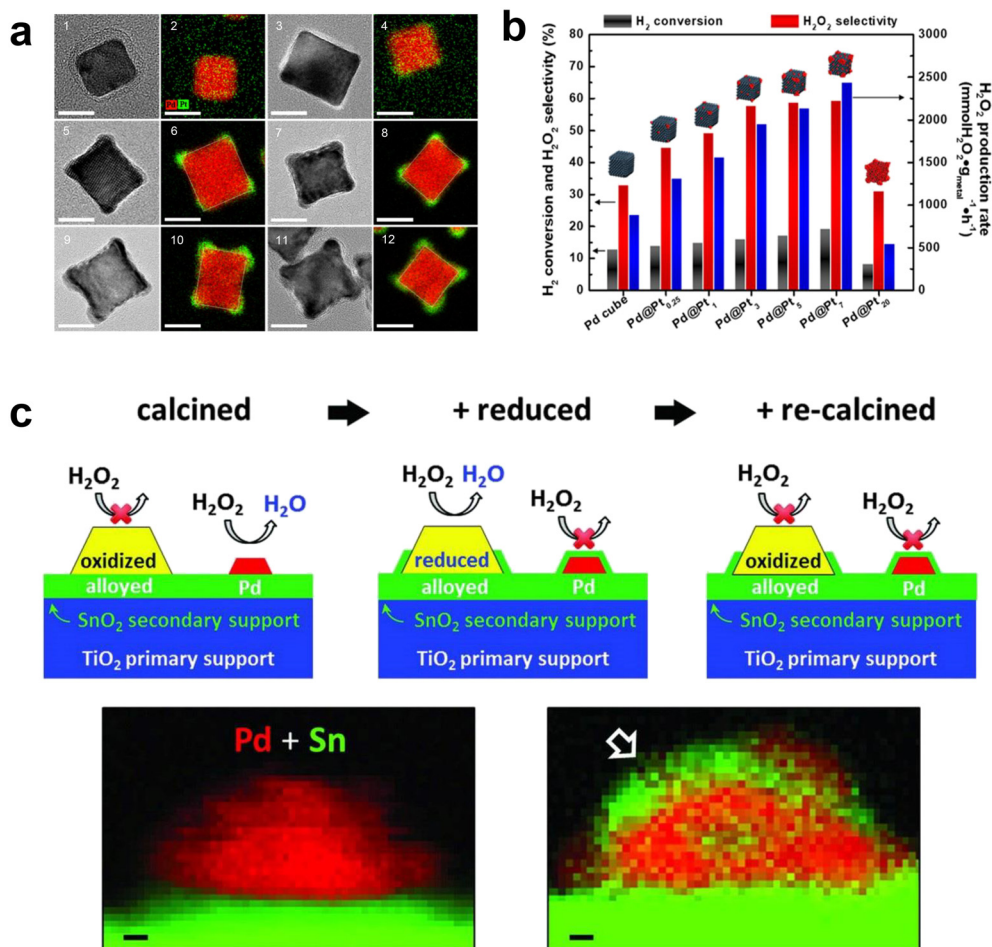 a
1
2
3
4
Pd Pt
5
6
7
8
9
10
11
12
b
H₂ conversion
H₂O₂ selectivity
H₂ conversion and H₂O₂ selectivity (%)
80
70
60
50
40
30
20
10
0
3000
2500
2000
1500
1000
500
0
H₂O₂ production rate
(mmolH₂O₂•g_metal⁻¹•h⁻¹)
Pd cube
Pd@Pt₀.₂₅
Pd@Pt₁
Pd@Pt₃
Pd@Pt₅
Pd@Pt₇
Pd@Pt₂₀
c
calcined
+ reduced
+ re-calcined
H₂O₂
H₂O₂
H₂O
oxidized
alloyed
Pd
SnO₂ secondary support
TiO₂ primary support
H₂O₂
H₂O
H₂O₂
reduced
alloyed
Pd
SnO₂ secondary support
TiO₂ primary support
H₂O₂
H₂O₂
oxidized
alloyed
Pd
SnO₂ secondary support
TiO₂ primary support
Pd + Sn